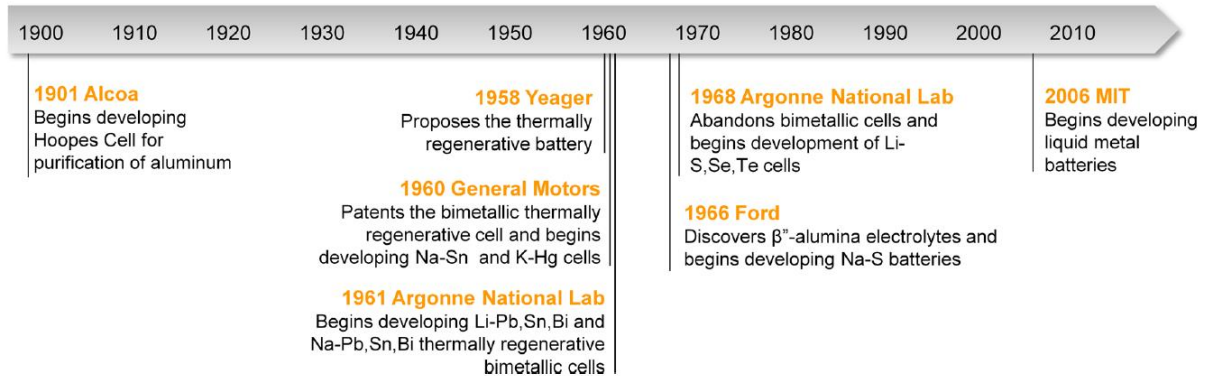 1900 1910 1920 1930 1940 1950 1960 1970 1980 1990 2000 2010
1901 Alcoa
Begins developing
Hoopes Cell for
purification of aluminum
1958 Yeager
Proposes the thermally
regenerative battery
1960 General Motors
Patents the bimetallic thermally
regenerative cell and begins
developing Na-Sn and K-Hg cells
1961 Argonne National Lab
Begins developing Li-Pb,Sn,Bi and
Na-Pb,Sn,Bi thermally regenerative
bimetallic cells
1968 Argonne National Lab
Abandons bimetallic cells and
begins development of Li-
S,Se,Te cells
1966 Ford
Discovers β”-alumina electrolytes and
begins developing Na-S batteries
2006 MIT
Begins developing
liquid metal
batteries